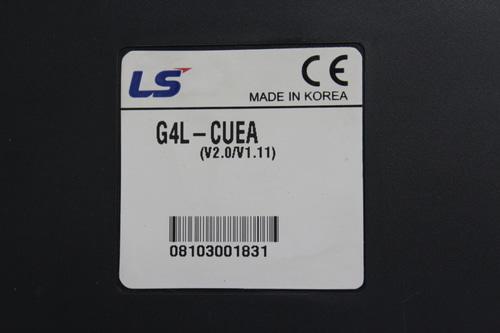 LS
CE
MADE IN KOREA
G4L-CUEA
(V2.0/V1.11)
08103001831